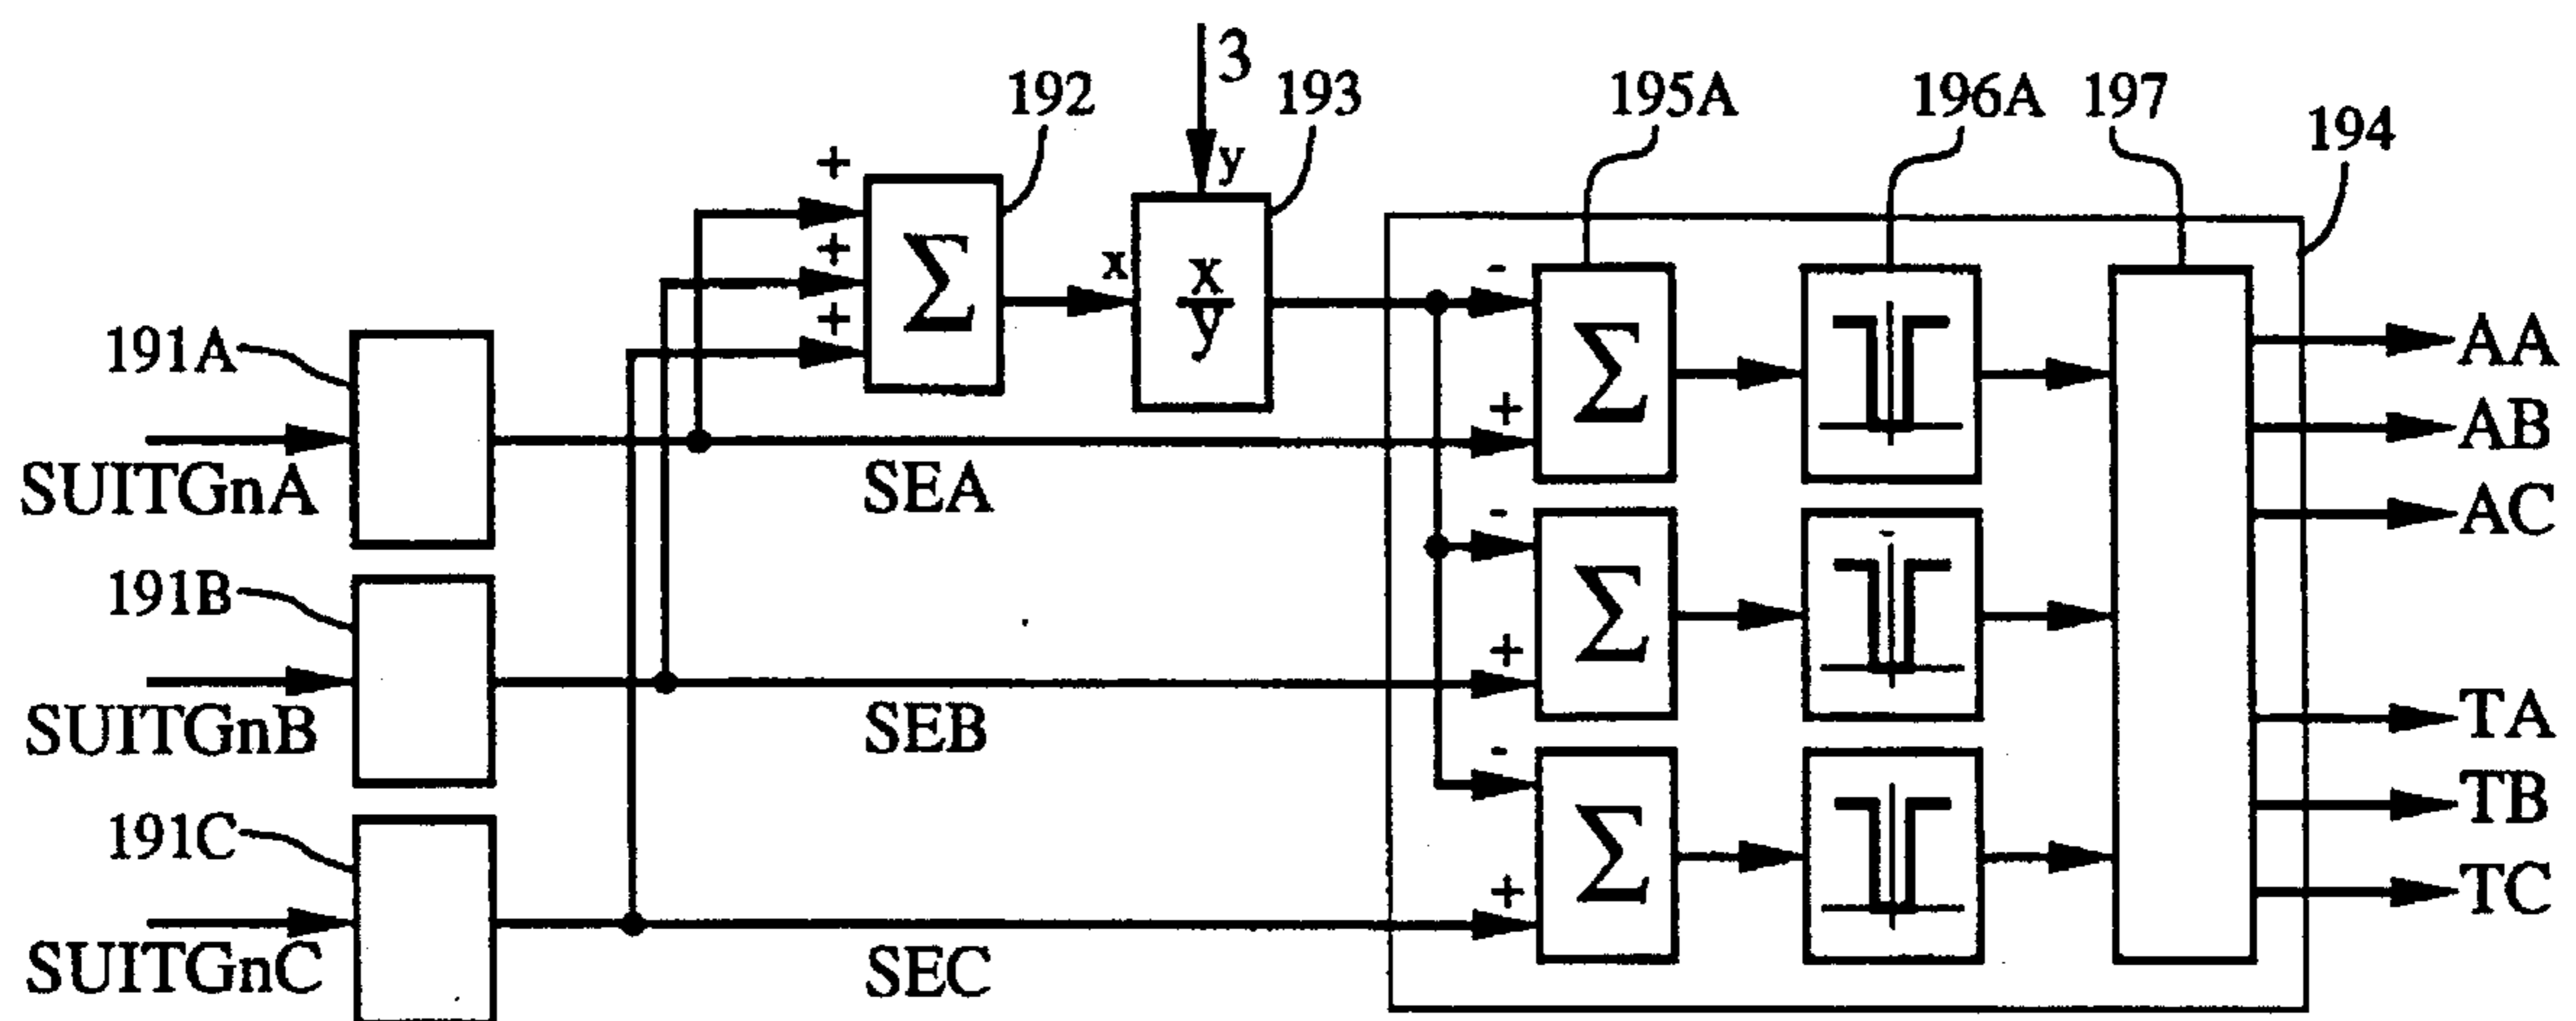 3
192
193
195A
196A
197
194
y
+
+
+
x
Σ
x
y
-
+
Σ
191A
SUITGnA
SEA
AA
AB
AC
191B
SUITGnB
SEB
-
+
Σ
191C
SUITGnC
SEC
-
+
Σ
TA
TB
TC